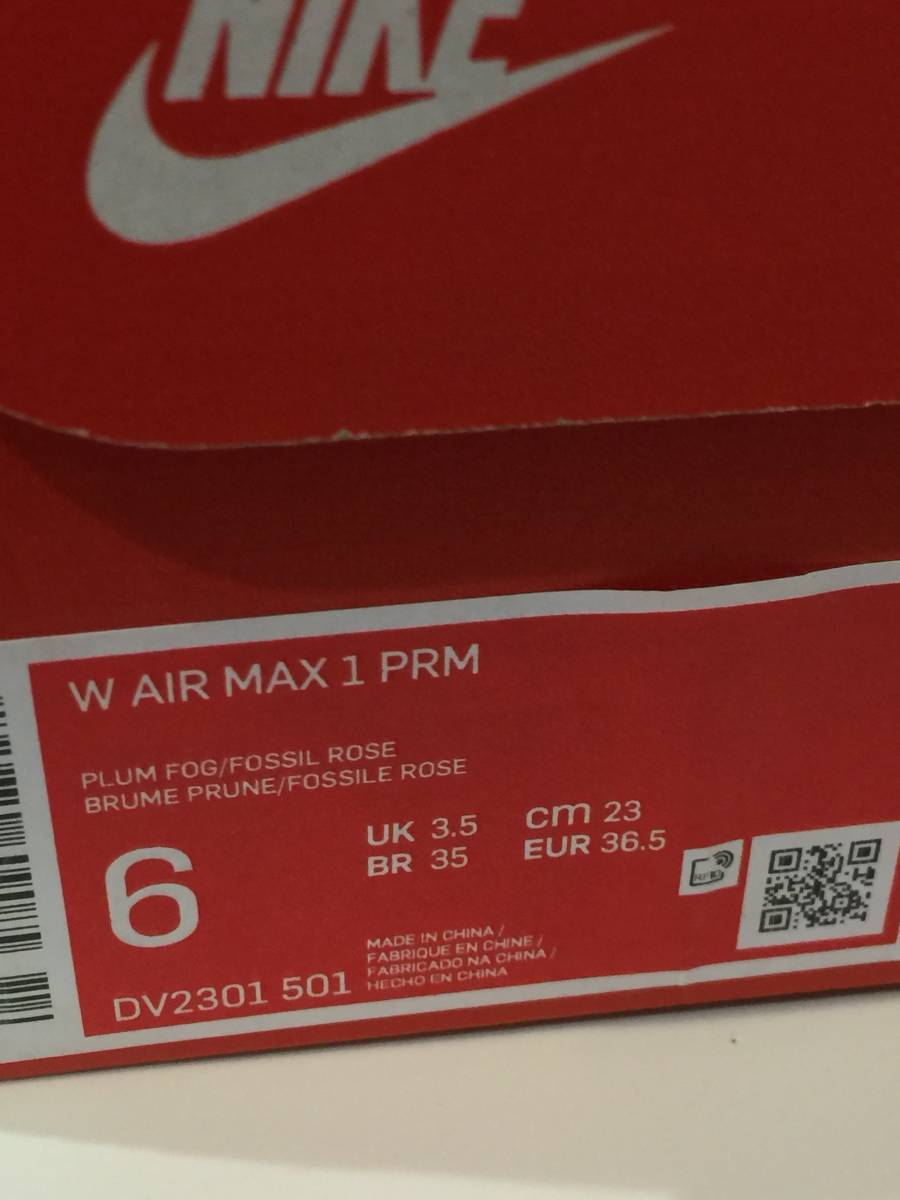 NIKE
W AIR MAX 1 PRM
PLUM FOG/FOSSIL ROSE
BRUME PRUNE/FOSSILE ROSE
6
UK 3.5
cm 23
BR 35
EUR 36.5
RFID
MADE IN CHINA /
FABRIQUE EN CHINE /
FABRICADO NA CHINA /
HECHO EN CHINA
DV2301 501